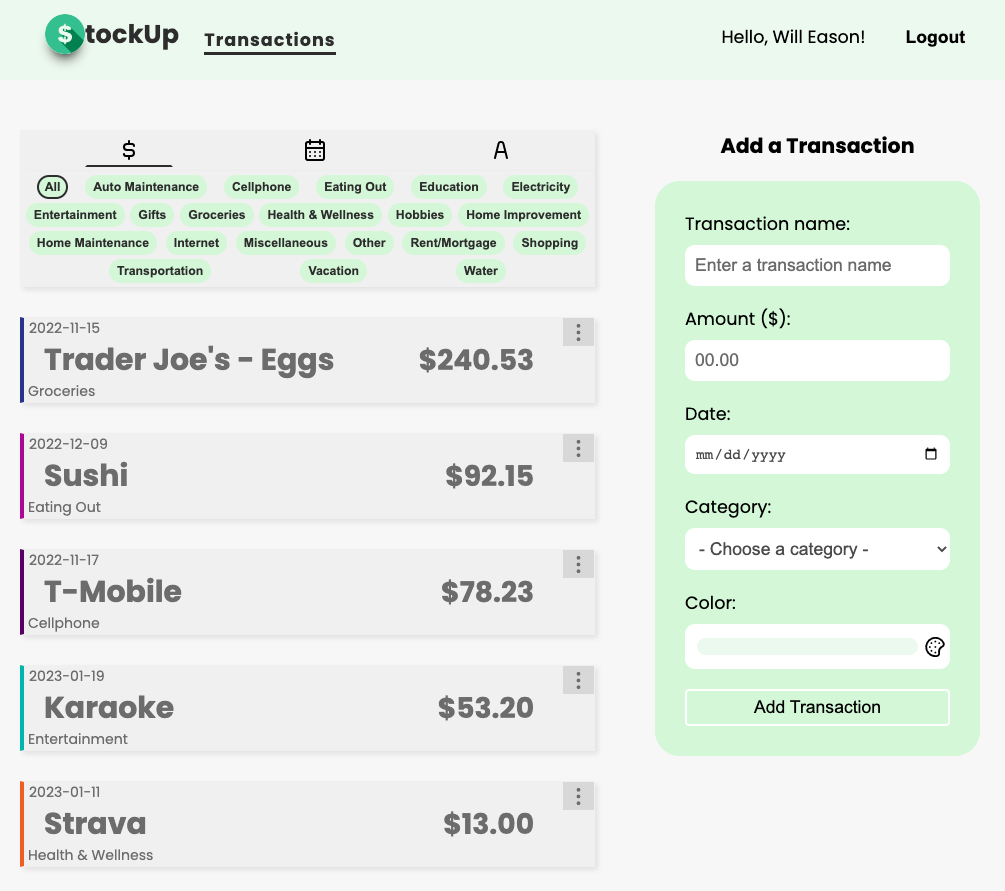 $tockUp Transactions Hello, Will Eason! Logout
$ A
All Auto Maintenance Cellphone Eating Out Education Electricity
Entertainment Gifts Groceries Health & Wellness Hobbies Home Improvement
Home Maintenance Internet Miscellaneous Other Rent/Mortgage Shopping
Transportation Vacation Water
2022-11-15
Trader Joe's - Eggs $240.53
Groceries
2022-12-09
Sushi $92.15
Eating Out
2022-11-17
T-Mobile $78.23
Cellphone
2023-01-19
Karaoke $53.20
Entertainment
2023-01-11
Strava $13.00
Health & Wellness
Add a Transaction
Transaction name:
Enter a transaction name
Amount ($):
00.00
Date:
mm/dd/yyyy
Category:
- Choose a category -
Color:
Add Transaction